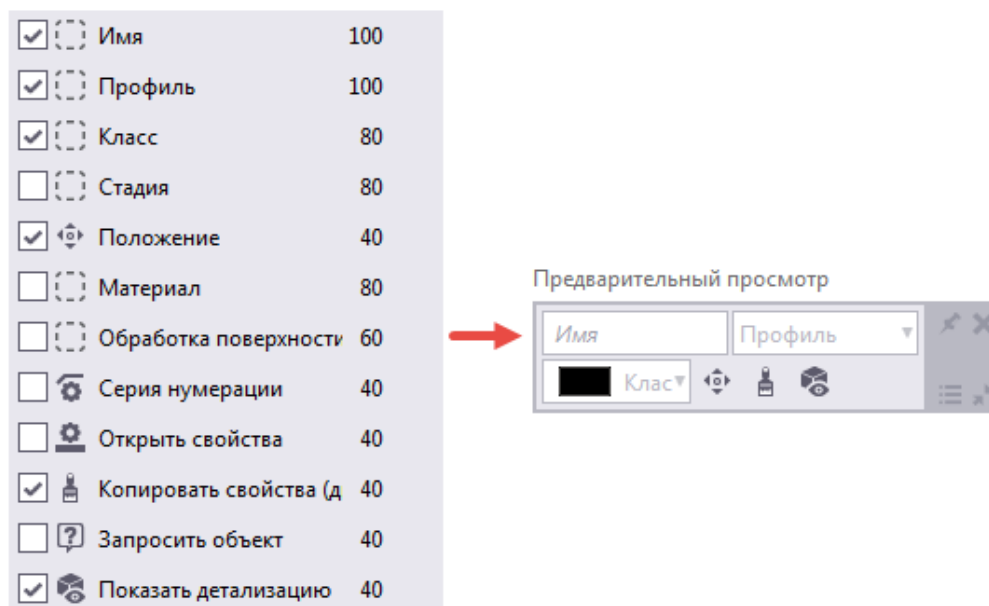 Имя 100
Профиль 100
Класс 80
Стадия 80
Положение 40
Материал 80
Обработка поверхности 60
Серия нумерации 40
Открыть свойства 40
Копировать свойства (д 40
Запросить объект 40
Показать детализацию 40
Предварительный просмотр
Имя Профиль
Клас